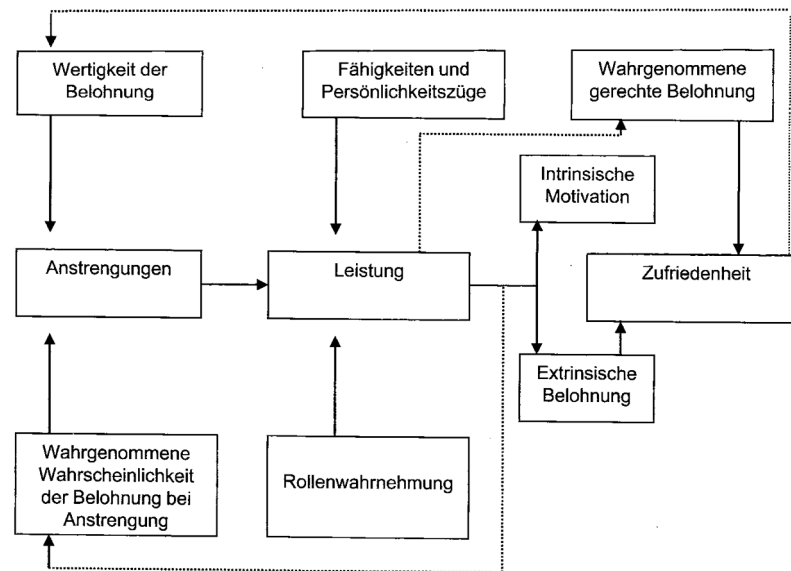 Wertigkeit der
Belohnung
Fähigkeiten und
Persönlichkeitszüge
Wahrgenommene
gerechte Belohnung
Intrinsische
Motivation
Anstrengungen
Leistung
Zufriedenheit
Extrinsische
Belohnung
Wahrgenommene
Wahrscheinlichkeit
der Belohnung bei
Anstrengung
Rollenwahrnehmung